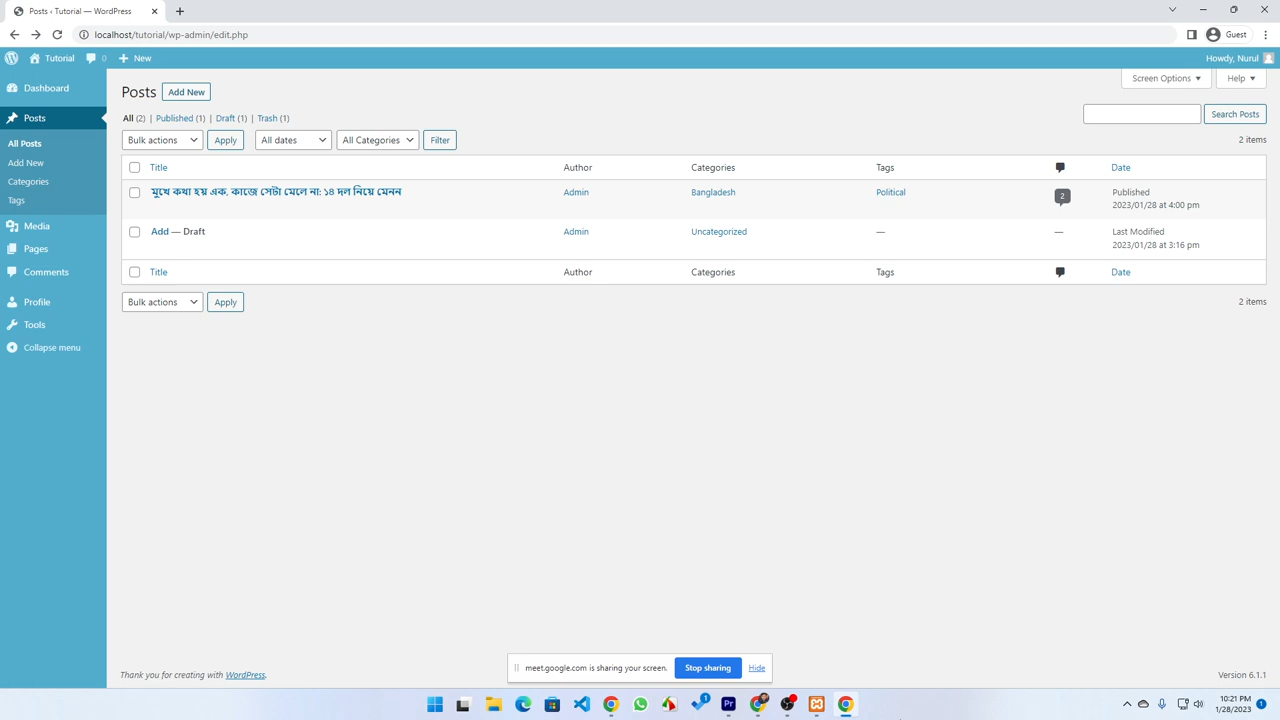 Posts ‹ Tutorial — WordPress
localhost/tutorial/wp-admin/edit.php
Guest
Tutorial
0
New
Howdy, Nurul
Dashboard
Posts
All Posts
Add New
Categories
Tags
Media
Pages
Comments
Profile
Tools
Collapse menu
Screen Options ▼
Help ▼
Posts
Add New
All (2) | Published (1) | Draft (1) | Trash (1)
Search Posts
Bulk actions
Apply
All dates
All Categories
Filter
2 items
Title Author Categories Tags Date
মুখে কথা হয় এক, কাজে সেটা মেলে না: ১৪ দল নিয়ে মেনন Admin Bangladesh Political 2 Published
2023/01/28 at 4:00 pm
Add — Draft Admin Uncategorized — — Last Modified
2023/01/28 at 3:16 pm
Title Author Categories Tags Date
Bulk actions
Apply
2 items
meet.google.com is sharing your screen.
Stop sharing
Hide
Thank you for creating with WordPress.
Version 6.1.1
1
10:21 PM
1/28/2023
1